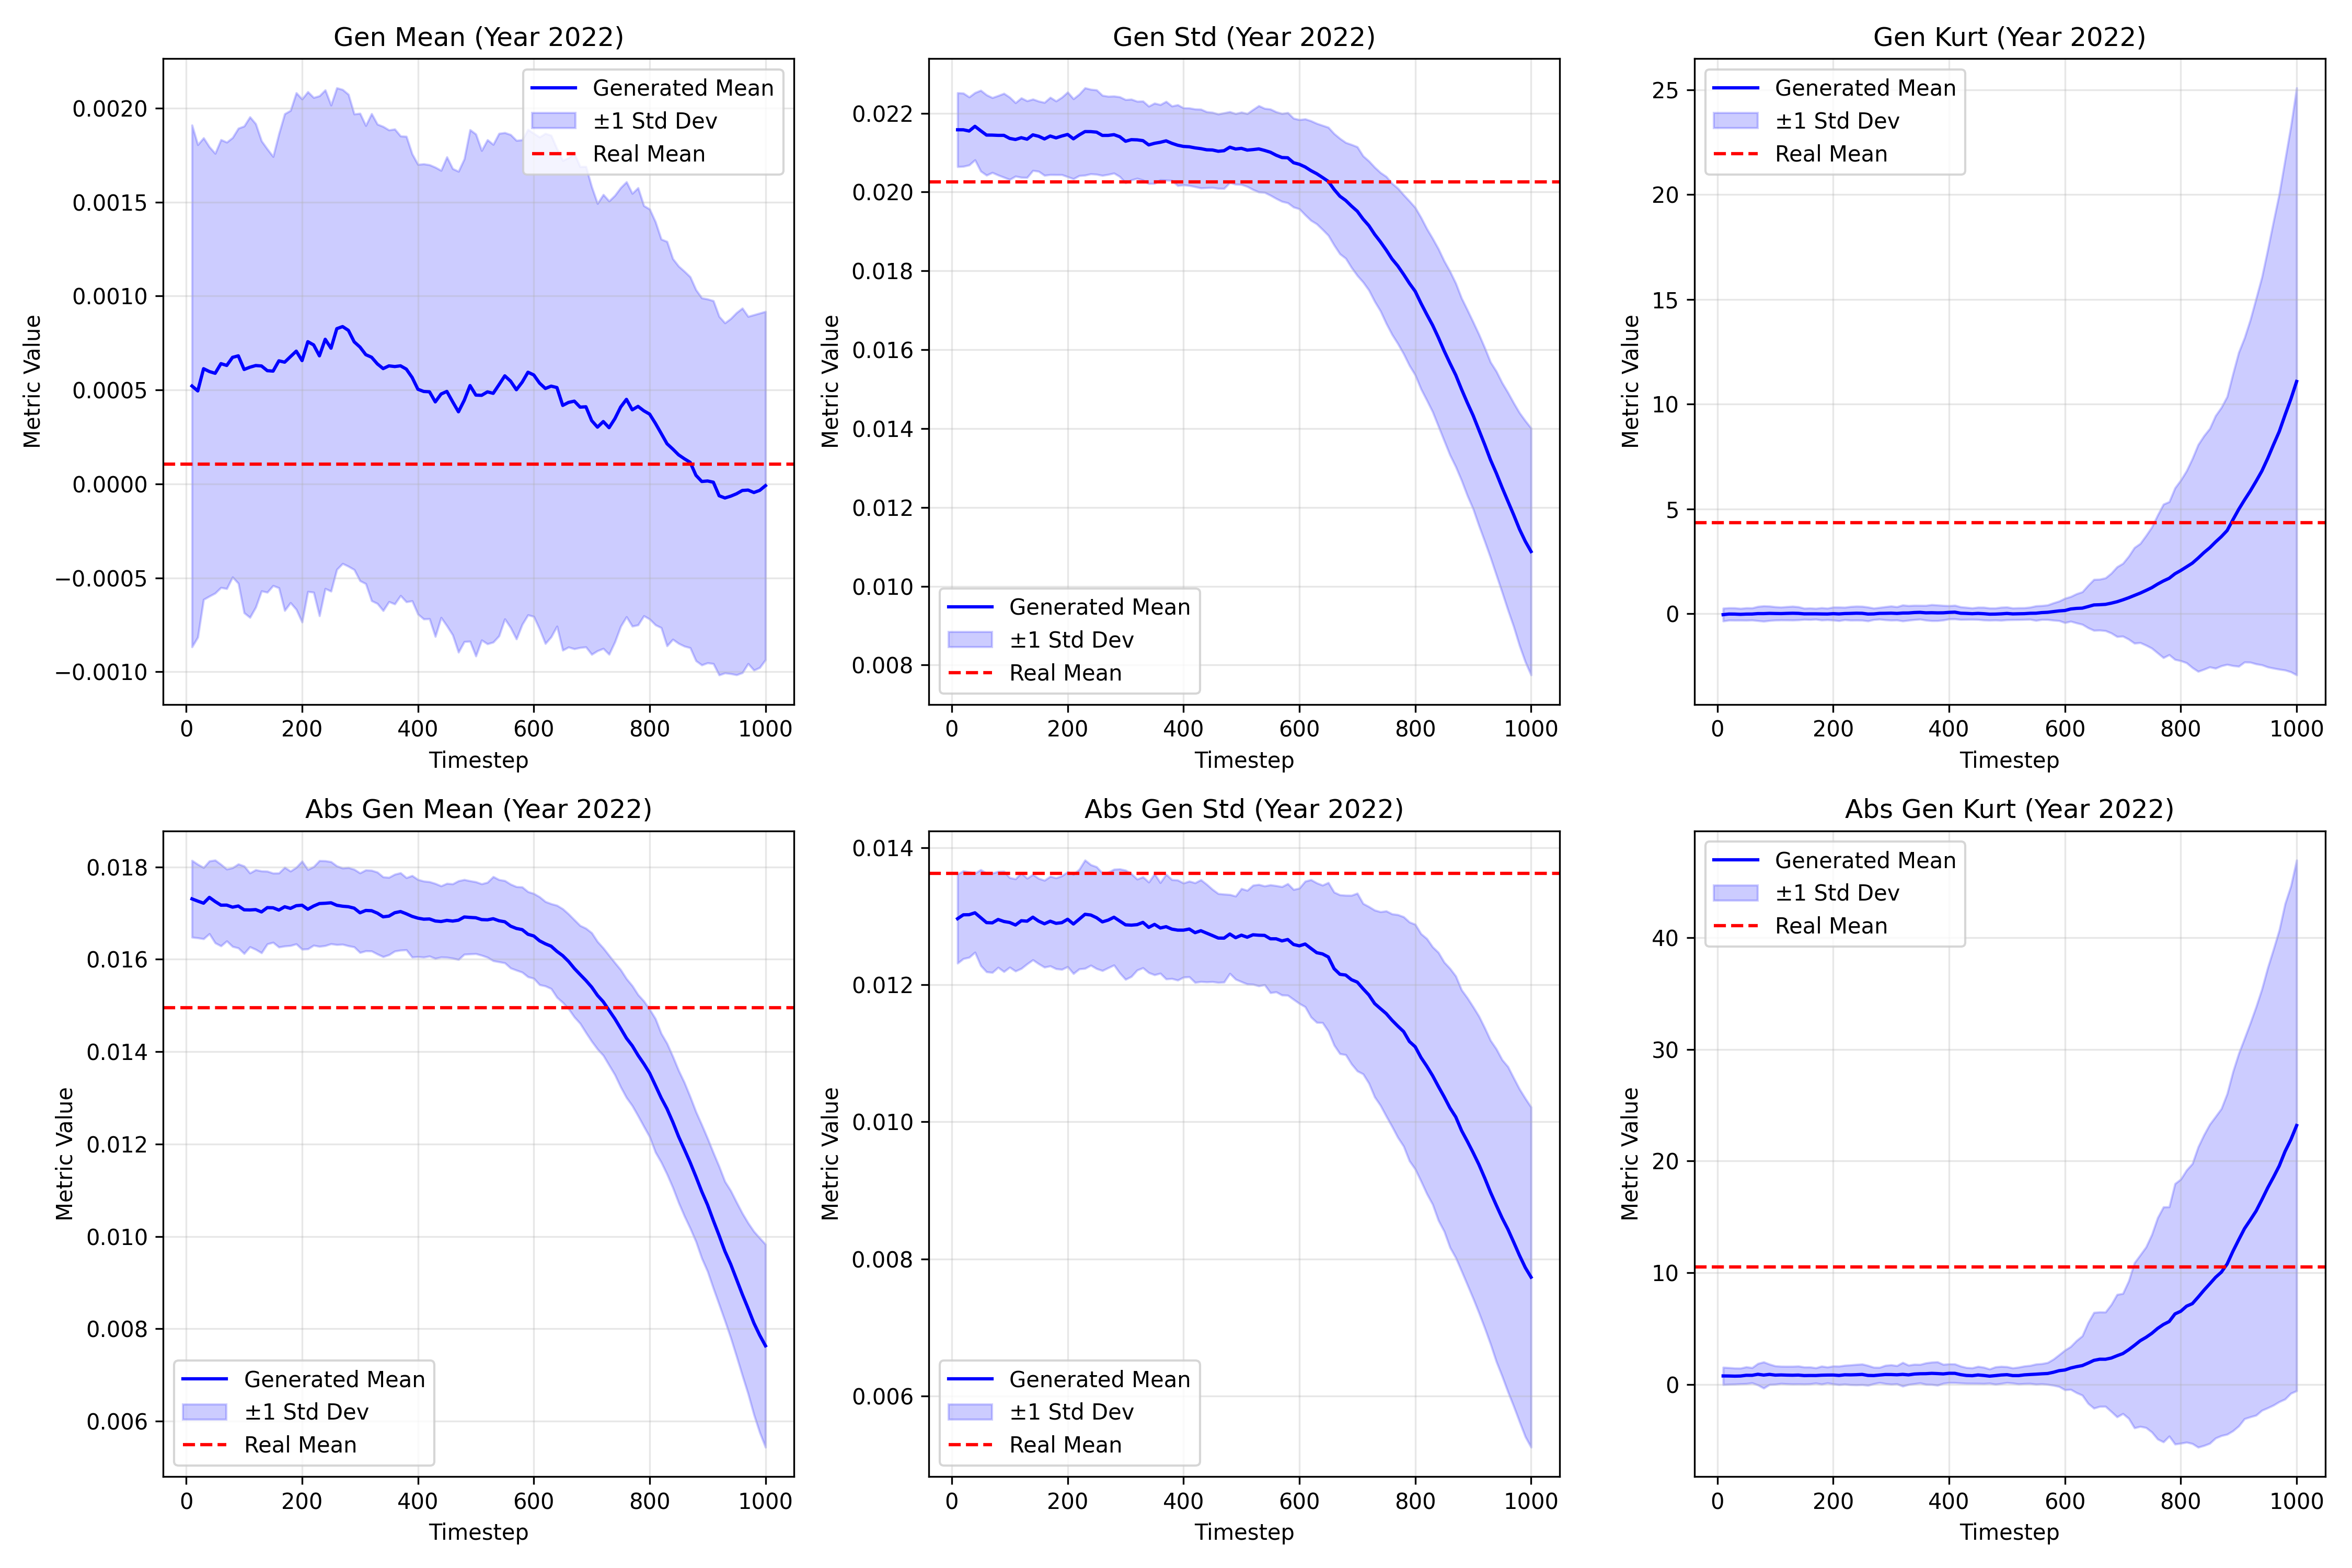 Gen Mean (Year 2022)
Metric Value
0.0020
0.0015
0.0010
0.0005
0.0000
−0.0005
−0.0010
Generated Mean
±1 Std Dev
Real Mean
0 200 400 600 800 1000
Timestep
Gen Std (Year 2022)
Metric Value
0.022
0.020
0.018
0.016
0.014
0.012
0.010
0.008
Generated Mean
±1 Std Dev
Real Mean
0 200 400 600 800 1000
Timestep
Gen Kurt (Year 2022)
Metric Value
Generated Mean
±1 Std Dev
Real Mean
25
20
15
10
5
0
0 200 400 600 800 1000
Timestep
Abs Gen Mean (Year 2022)
Metric Value
0.018
0.016
0.014
0.012
0.010
0.008
0.006
Generated Mean
±1 Std Dev
Real Mean
0 200 400 600 800 1000
Timestep
Abs Gen Std (Year 2022)
Metric Value
0.014
0.012
0.010
0.008
0.006
Generated Mean
±1 Std Dev
Real Mean
0 200 400 600 800 1000
Timestep
Abs Gen Kurt (Year 2022)
Metric Value
Generated Mean
±1 Std Dev
Real Mean
40
30
20
10
0
0 200 400 600 800 1000
Timestep